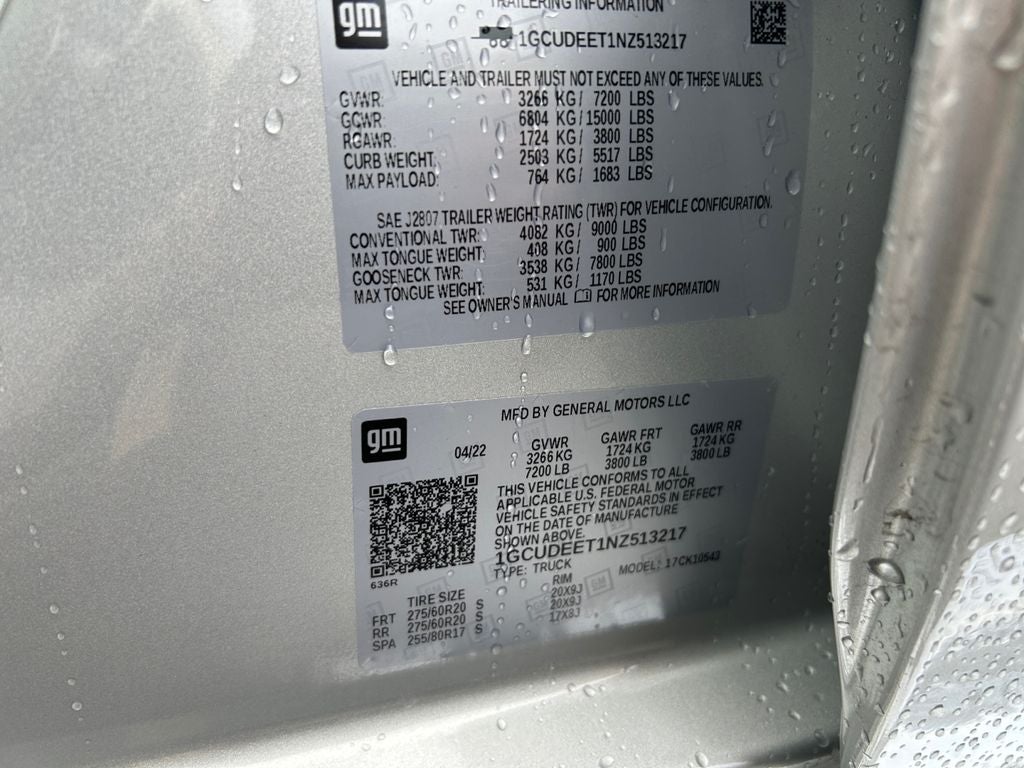 gm
TRAILERING INFORMATION
1GCUDEET1NZ513217
VEHICLE AND TRAILER MUST NOT EXCEED ANY OF THESE VALUES.
GVWR: 3266 KG / 7200 LBS
GCWR: 6804 KG / 15000 LBS
RGAWR: 1724 KG / 3800 LBS
CURB WEIGHT: 2503 KG / 5517 LBS
MAX PAYLOAD: 764 KG / 1683 LBS
SAE J2807 TRAILER WEIGHT RATING (TWR) FOR VEHICLE CONFIGURATION.
CONVENTIONAL TWR: 4082 KG / 9000 LBS
MAX TONGUE WEIGHT: 408 KG / 900 LBS
GOOSENECK TWR: 3538 KG / 7800 LBS
MAX TONGUE WEIGHT: 531 KG / 1170 LBS
SEE OWNER'S MANUAL FOR MORE INFORMATION
gm
MFD BY GENERAL MOTORS LLC
04/22 GVWR GAWR FRT GAWR RR
3266 KG 1724 KG 1724 KG
7200 LB 3800 LB 3800 LB
THIS VEHICLE CONFORMS TO ALL
APPLICABLE U.S. FEDERAL MOTOR
VEHICLE SAFETY STANDARDS IN EFFECT
ON THE DATE OF MANUFACTURE
SHOWN ABOVE.
1GCUDEET1NZ513217
TYPE: TRUCK MODEL: 17CK10543
636R
TIRE SIZE RIM
FRT 275/60R20 S 20X9J
RR 275/60R20 S 20X9J
SPA 255/80R17 S 17X8J